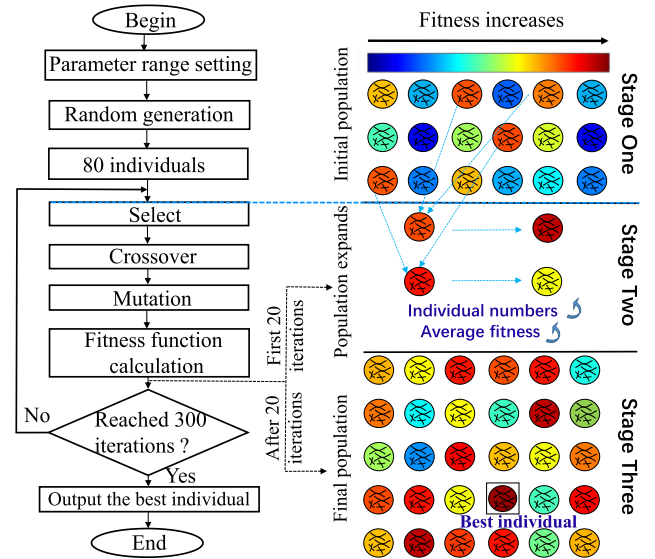 Begin
Parameter range setting
Random generation
80 individuals
Select
Crossover
Mutation
Fitness function
calculation
No
Reached 300
iterations ?
Yes
Output the best individual
End
First 20
iterations
After 20
iterations
Fitness increases
Initial population
Stage One
Population expands
Individual numbers
Average fitness
Stage Two
Final population
Best individual
Stage Three